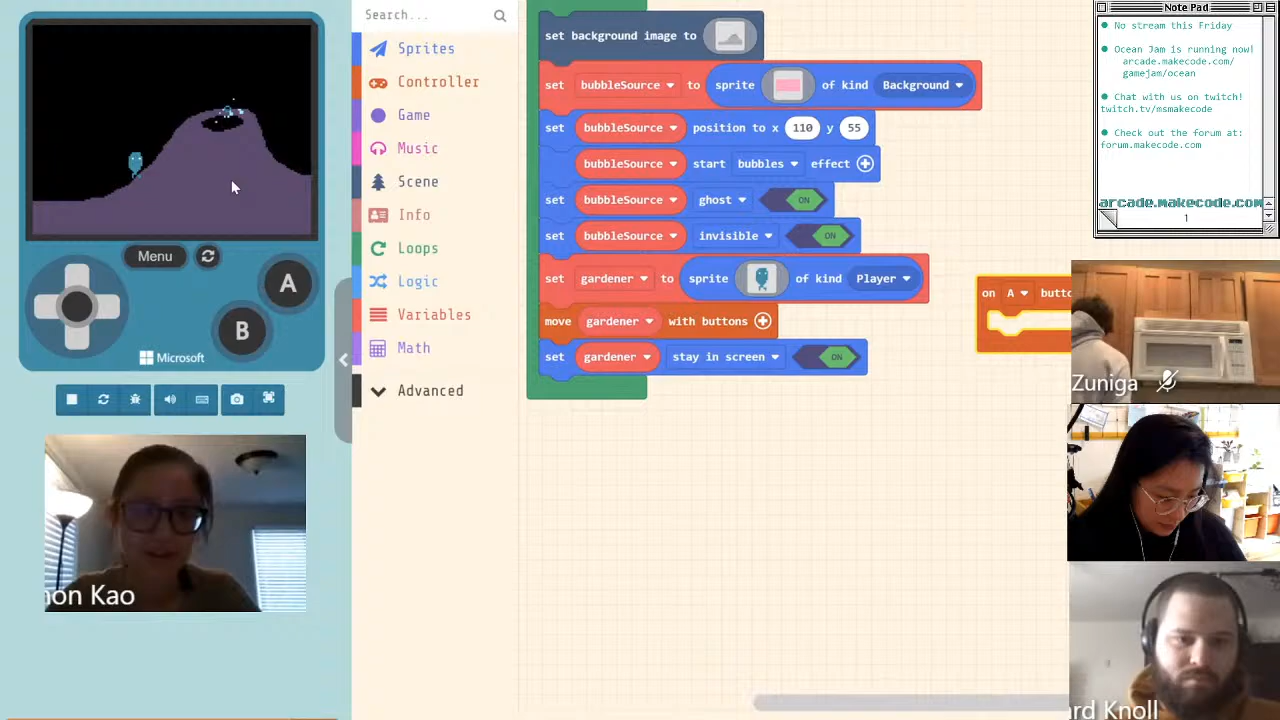 Menu
A
B
Microsoft
on Kao
Search...
Sprites
Controller
Game
Music
Scene
Info
Loops
Logic
Variables
Math
Advanced
set background image to
set bubbleSource to sprite of kind Background
set bubbleSource position to x 110 y 55
bubbleSource start bubbles effect
set bubbleSource ghost ON
set bubbleSource invisible ON
set gardener to sprite of kind Player
move gardener with buttons
set gardener stay in screen ON
on A butto
Note Pad
No stream this Friday
Ocean Jam is running now!
arcade.makecode.com/
gamejam/ocean
Chat with us on twitch!
twitch.tv/msmakecode
Check out the forum at:
forum.makecode.com
arcade.makecode.com
1
Zuniga
ard Knoll